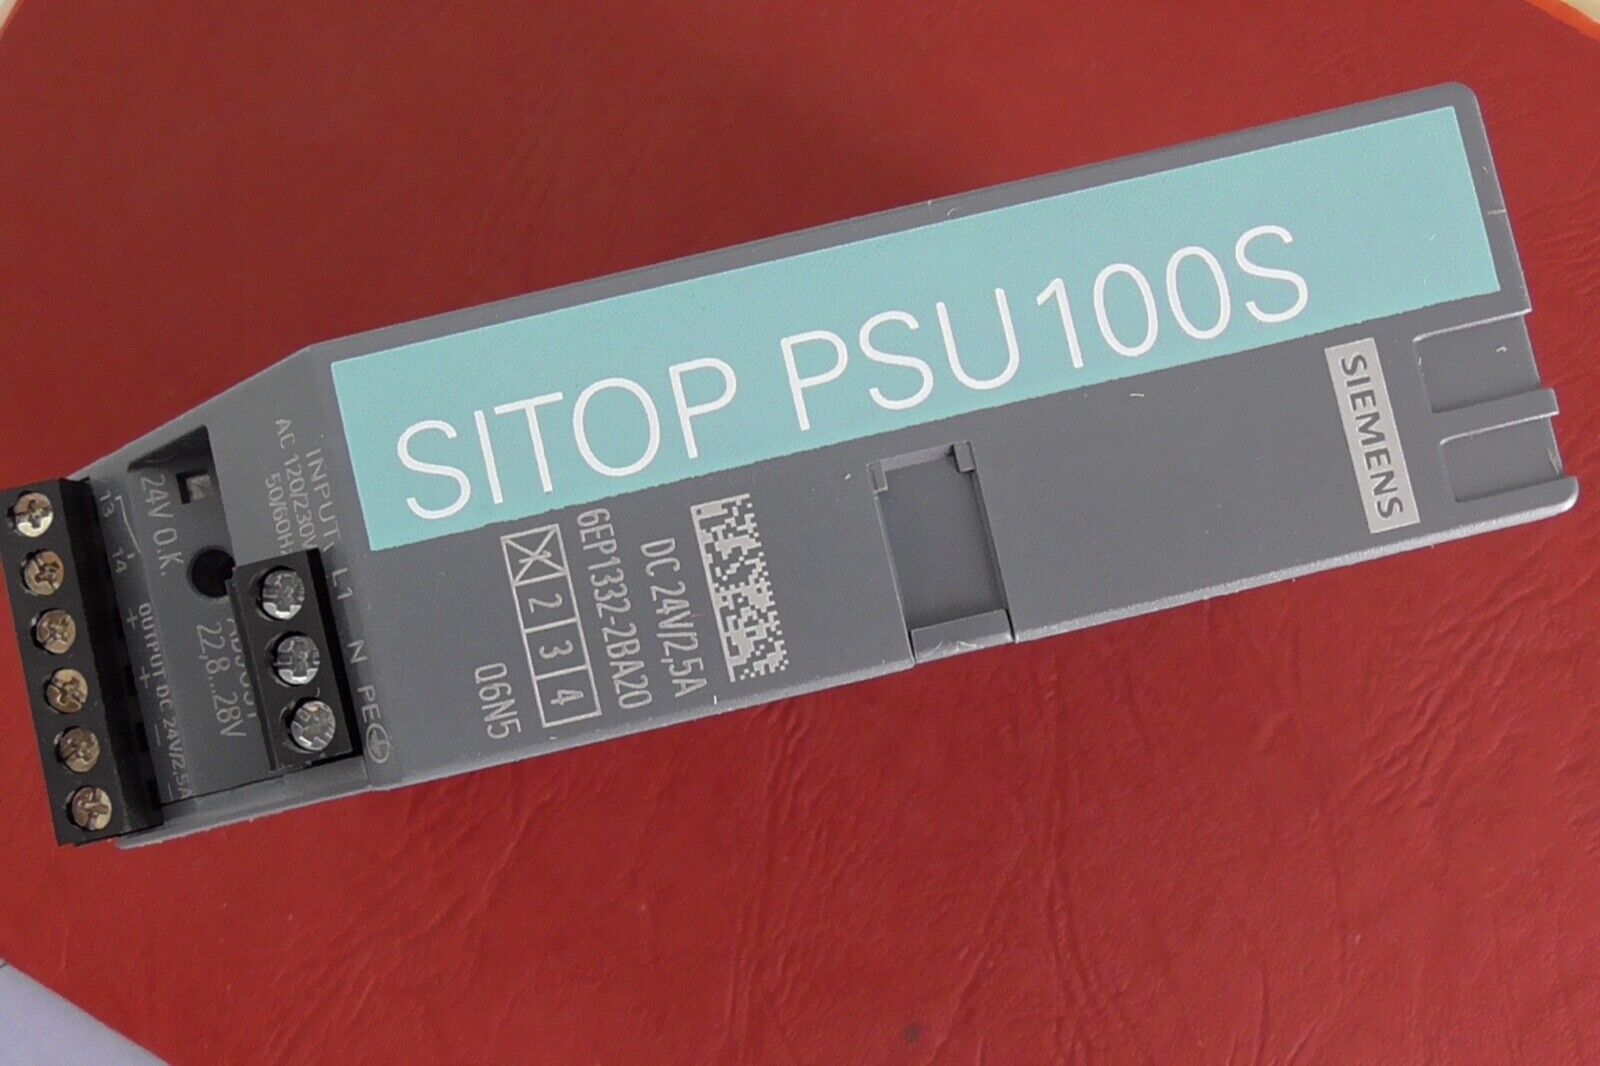 SITOP PSU100S
SIEMENS
DC 24V/2,5A
6EP1332-2BA20
2 3 4
Q6N5
INPUT
AC 120/230V
50/60Hz
L1 N PE
24V O.K.
13 14
22,8...28V
OUTPUT DC 24V/2,5A
+ + - -